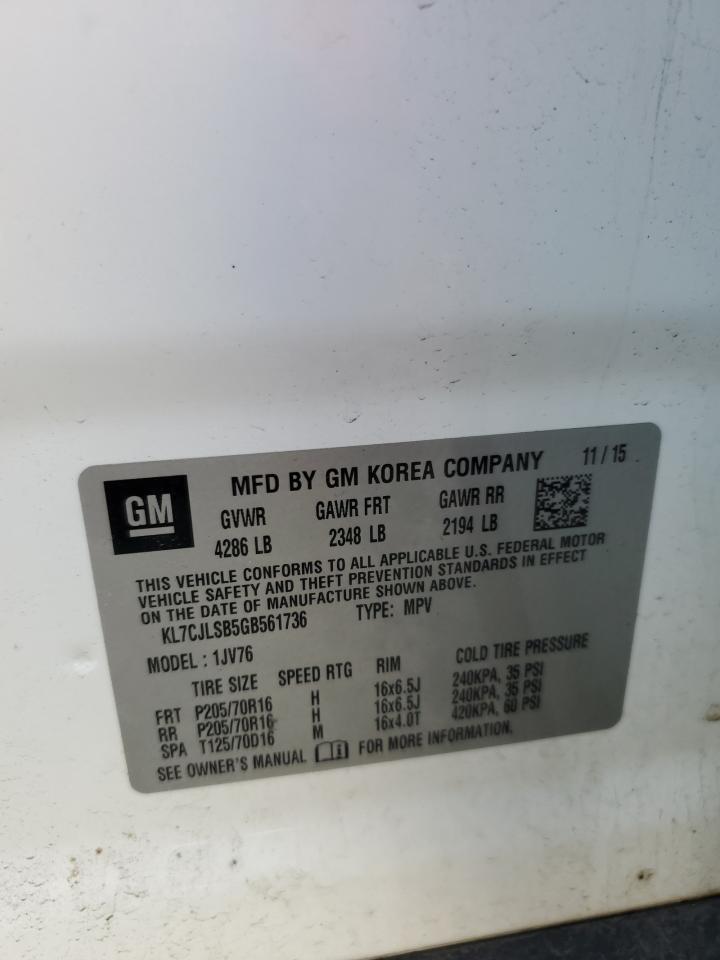 GM
MFD BY GM KOREA COMPANY 11/15
GVWR GAWR FRT GAWR RR
4286 LB 2348 LB 2194 LB
THIS VEHICLE CONFORMS TO ALL APPLICABLE U.S. FEDERAL MOTOR
VEHICLE SAFETY AND THEFT PREVENTION STANDARDS IN EFFECT
ON THE DATE OF MANUFACTURE SHOWN ABOVE.
KL7CJLSB5GB561736 TYPE: MPV
MODEL : 1JV76
TIRE SIZE SPEED RTG RIM COLD TIRE PRESSURE
FRT P205/70R16 H 16x6.5J 240KPA, 35 PSI
RR P205/70R16 H 16x6.5J 240KPA, 35 PSI
SPA T125/70D16 M 16x4.0T 420KPA, 60 PSI
SEE OWNER'S MANUAL FOR MORE INFORMATION.